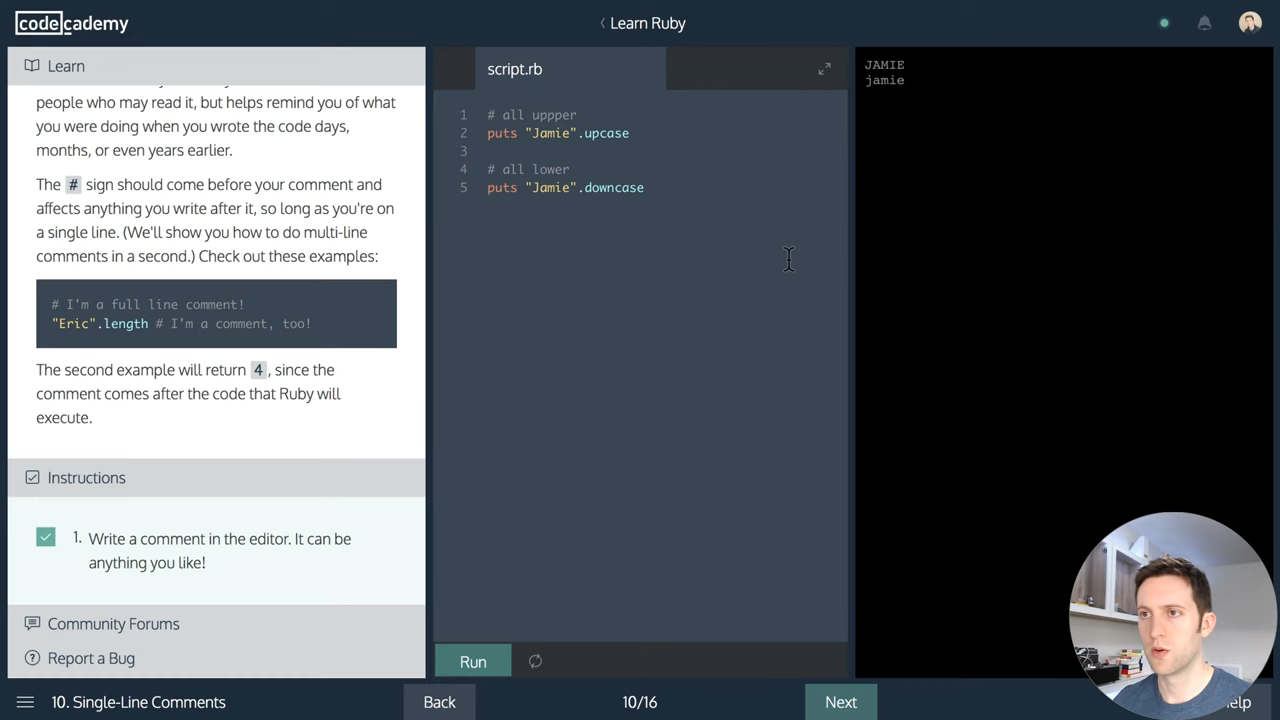 codecademy
Learn Ruby
Learn
people who may read it, but helps remind you of what
you were doing when you wrote the code days,
months, or even years earlier.
The # sign should come before your comment and
affects anything you write after it, so long as you're on
a single line. (We'll show you how to do multi-line
comments in a second.) Check out these examples:
# I'm a full line comment!
"Eric".length # I'm a comment, too!
The second example will return 4, since the
comment comes after the code that Ruby will
execute.
Instructions
1. Write a comment in the editor. It can be
anything you like!
Community Forums
Report a Bug
script.rb
1 # all uppper
2 puts "Jamie".upcase
3
4 # all lower
5 puts "Jamie".downcase
Run
JAMIE
jamie
10. Single-Line Comments
Back
10/16
Next